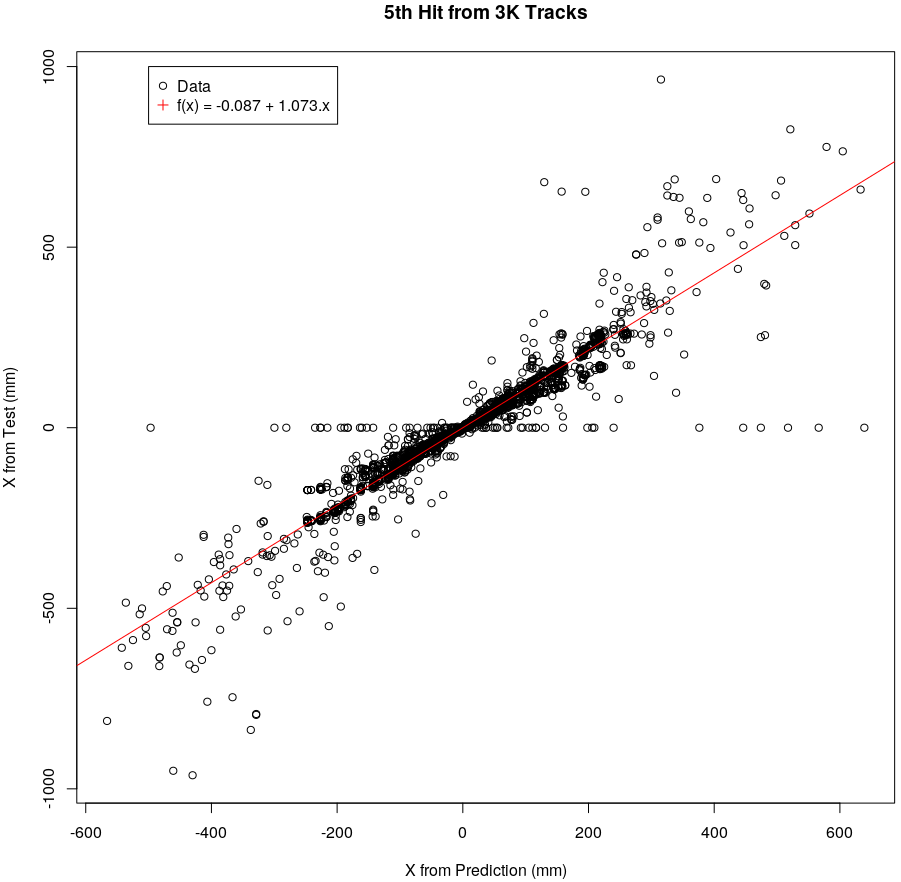 5th Hit from 3K Tracks
Data
f(x) = -0.087 + 1.073.x
X from Test (mm)
1000
500
0
-500
-1000
-600 -400 -200 0 200 400 600
X from Prediction (mm)